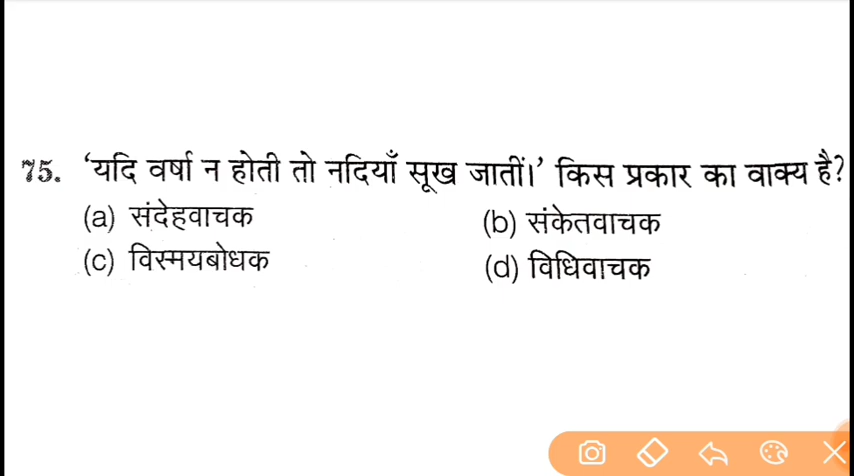 75. ‘यदि वर्षा न होती तो नदियाँ सूख जातीं।’ किस प्रकार का वाक्य है?
(a) संदेहवाचक (b) संकेतवाचक
(c) विस्मयबोधक (d) विधिवाचक